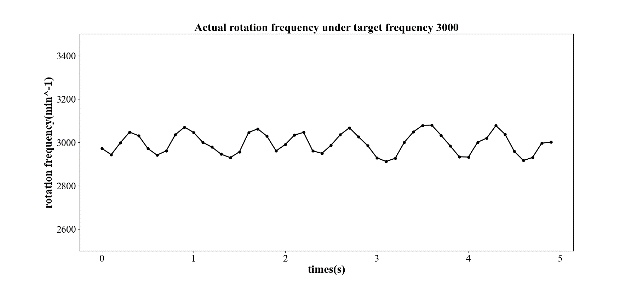 Actual rotation frequency under target frequency 3000
rotation frequency(min^-1)
3400
3200
3000
2800
2600
0 1 2 3 4 5
times(s)